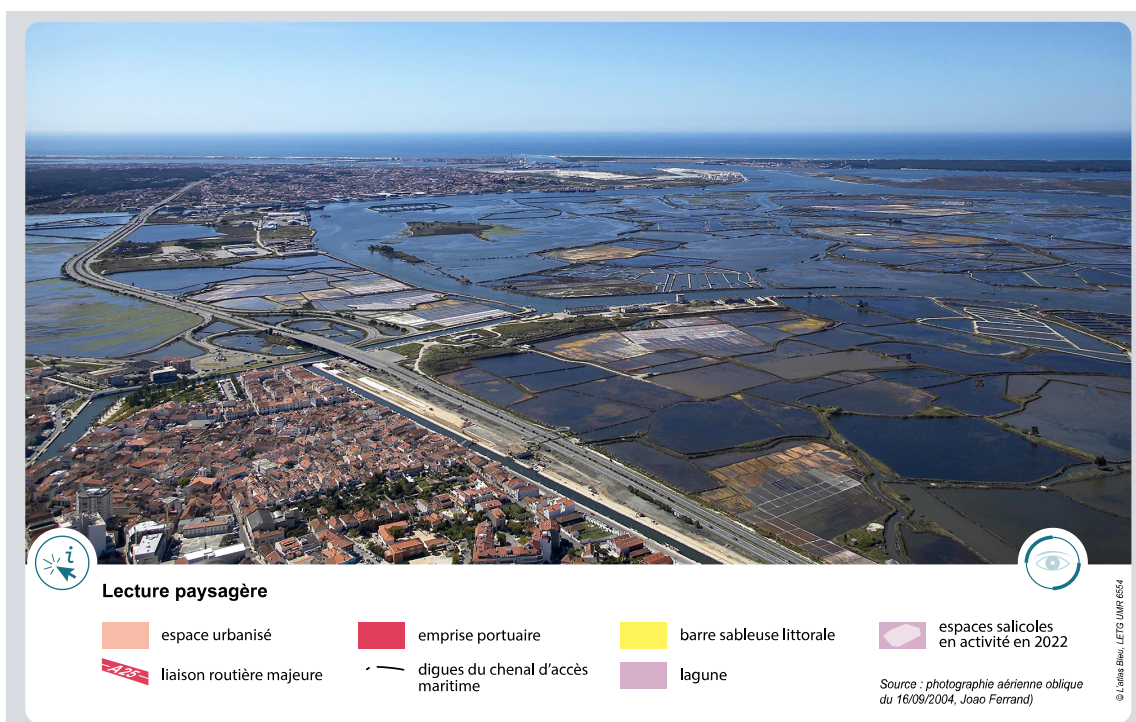 Lecture paysagère
espace urbanisé
emprise portuaire
barre sableuse littorale
espaces salicoles
en activité en 2022
A25
liaison routière majeure
digues du chenal d'accès
maritime
lagune
Source : photographie aérienne oblique
du 16/09/2004, Joao Ferrand)
© L'atlas Bleu, LETG UMR 6554
i